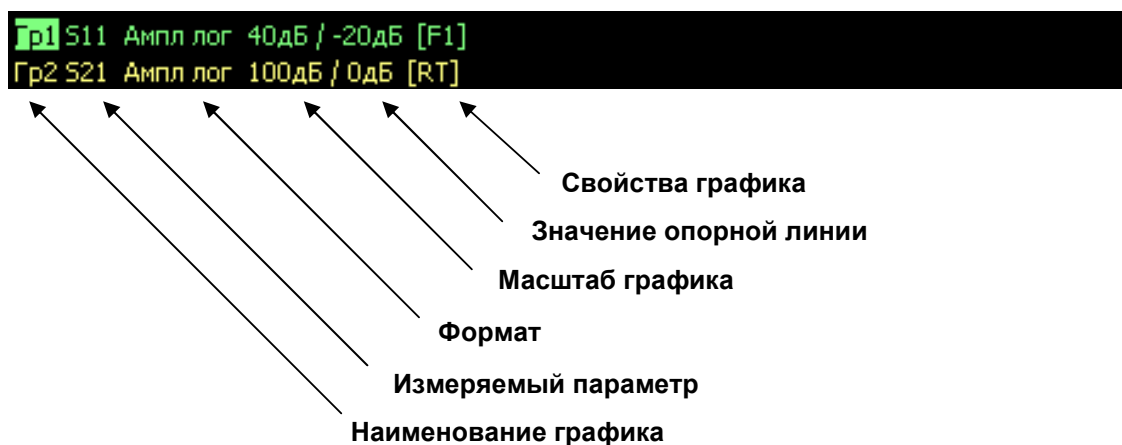 Гр1 S11 Ампл лог 40дБ / -20дБ [F1]
Гр2 S21 Ампл лог 100дБ / 0дБ [RT]
Свойства графика
Значение опорной линии
Масштаб графика
Формат
Измеряемый параметр
Наименование графика